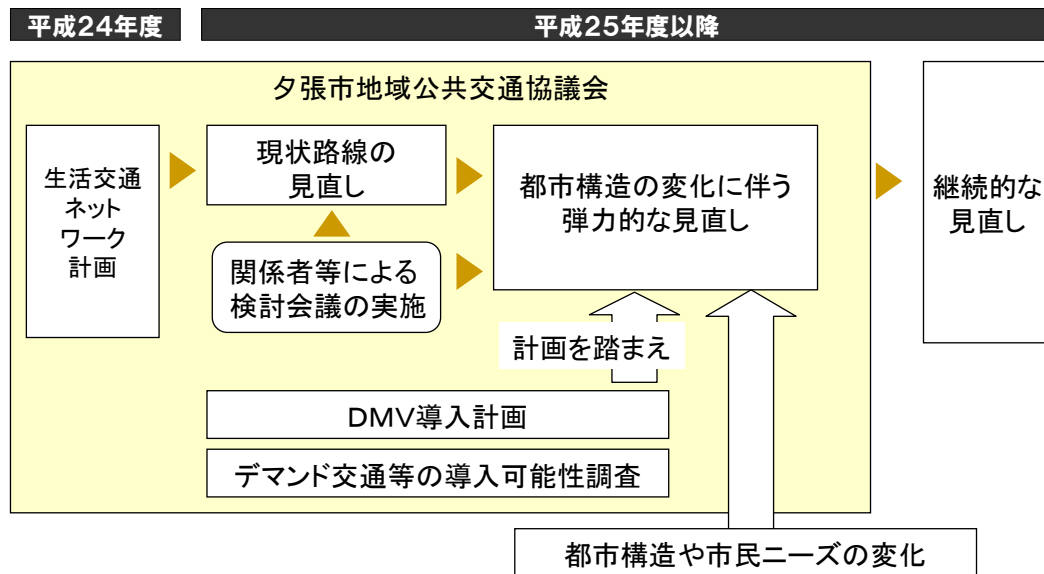 平成24年度
平成25年度以降
夕張市地域公共交通協議会
生活交通
ネット
ワーク
計画
現状路線の
見直し
関係者等による
検討会議の実施
都市構造の変化に伴う
弾力的な見直し
継続的な
見直し
計画を踏まえ
DMV導入計画
デマンド交通等の導入可能性調査
都市構造や市民ニーズの変化